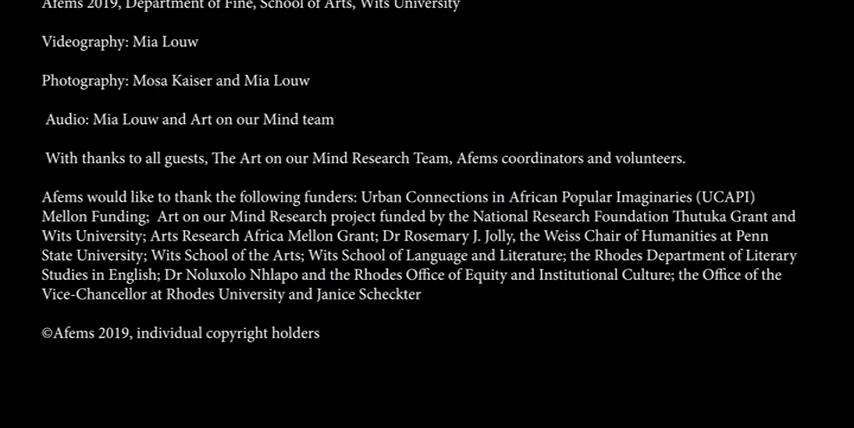 Afems 2019, Department of Fine, School of Arts, Wits University
Videography: Mia Louw
Photography: Mosa Kaiser and Mia Louw
Audio: Mia Louw and Art on our Mind team
With thanks to all guests, The Art on our Mind Research Team, Afems coordinators and volunteers.
Afems would like to thank the following funders: Urban Connections in African Popular Imaginaries (UCAPI)
Mellon Funding;  Art on our Mind Research project funded by the National Research Foundation Thutuka Grant and
Wits University; Arts Research Africa Mellon Grant; Dr Rosemary J. Jolly, the Weiss Chair of Humanities at Penn
State University; Wits School of the Arts; Wits School of Language and Literature; the Rhodes Department of Literary
Studies in English; Dr Noluxolo Nhlapo and the Rhodes Office of Equity and Institutional Culture; the Office of the
Vice-Chancellor at Rhodes University and Janice Scheckter
©Afems 2019, individual copyright holders